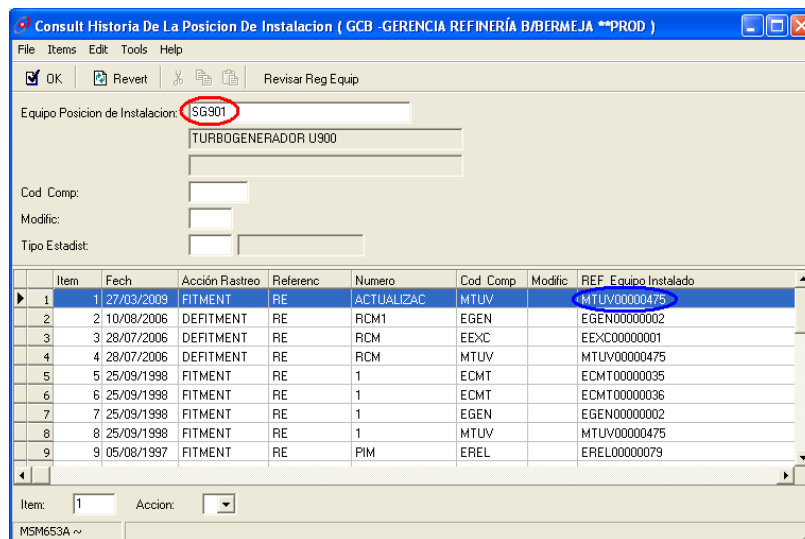 Consult Historia De La Posicion De Instalacion ( GCB -GERENCIA REFINERÍA B/BERMEJA **PROD )
File Items Edit Tools Help
OK Revert Revisar Reg Equip
Equipo Posicion de Instalacion: SG901
TURBOGENERADOR U900
Cod Comp:
Modific:
Tipo Estadist:
Item Fech Acción Rastreo Referenc Numero Cod Comp Modific REF Equipo Instalado
1 1 27/03/2009 FITMENT RE ACTUALIZAC MTUV MTUV00000475
2 2 10/08/2006 DEFITMENT RE RCM1 EGEN EGEN00000002
3 3 28/07/2006 DEFITMENT RE RCM EEXC EEXC00000001
4 4 28/07/2006 DEFITMENT RE RCM MTUV MTUV00000475
5 5 25/09/1998 FITMENT RE 1 ECMT ECMT00000035
6 6 25/09/1998 FITMENT RE 1 ECMT ECMT00000036
7 7 25/09/1998 FITMENT RE 1 EGEN EGEN00000002
8 8 25/09/1998 FITMENT RE 1 MTUV MTUV00000475
9 9 05/08/1997 FITMENT RE PIM EREL EREL00000079
Item: 1 Accion:
MSM653A ~